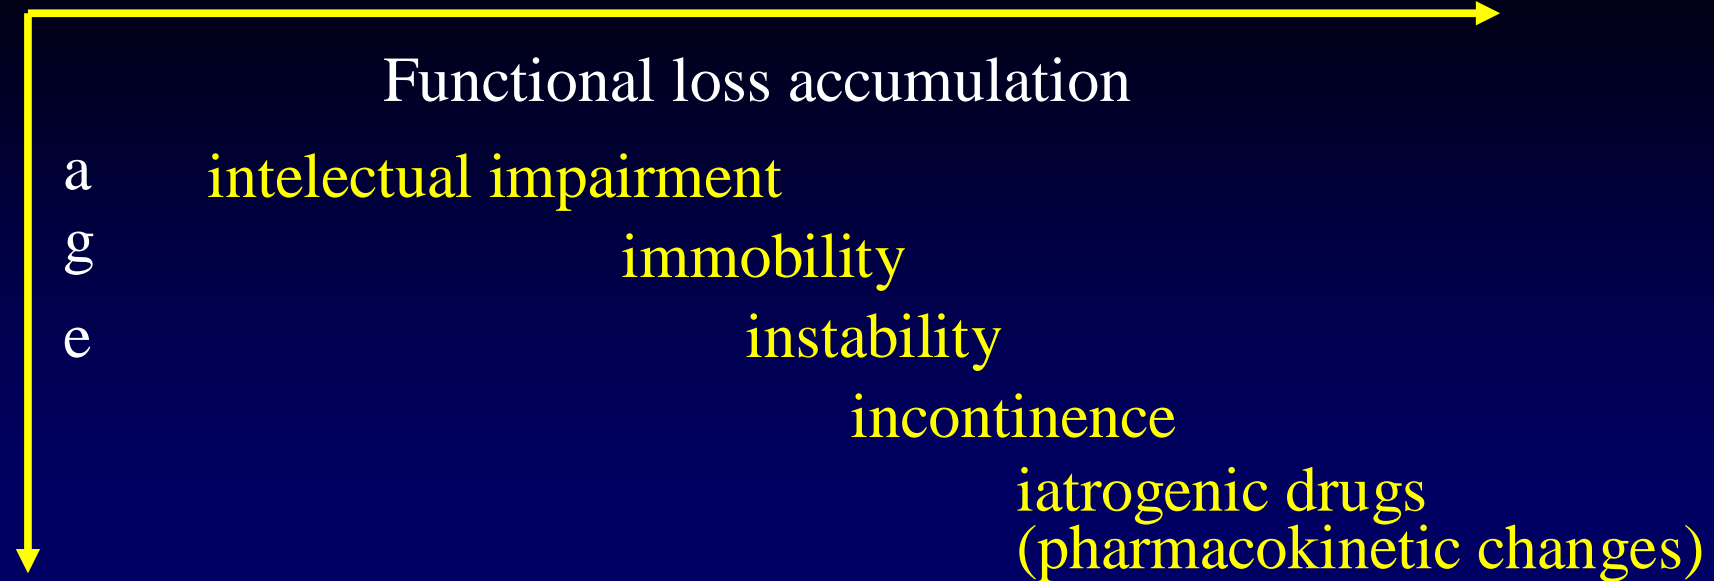 Functional loss accumulation
a intelectual impairment
g
immobility
e instability
incontinence
iatrogenic drugs
(pharmacokinetic changes)